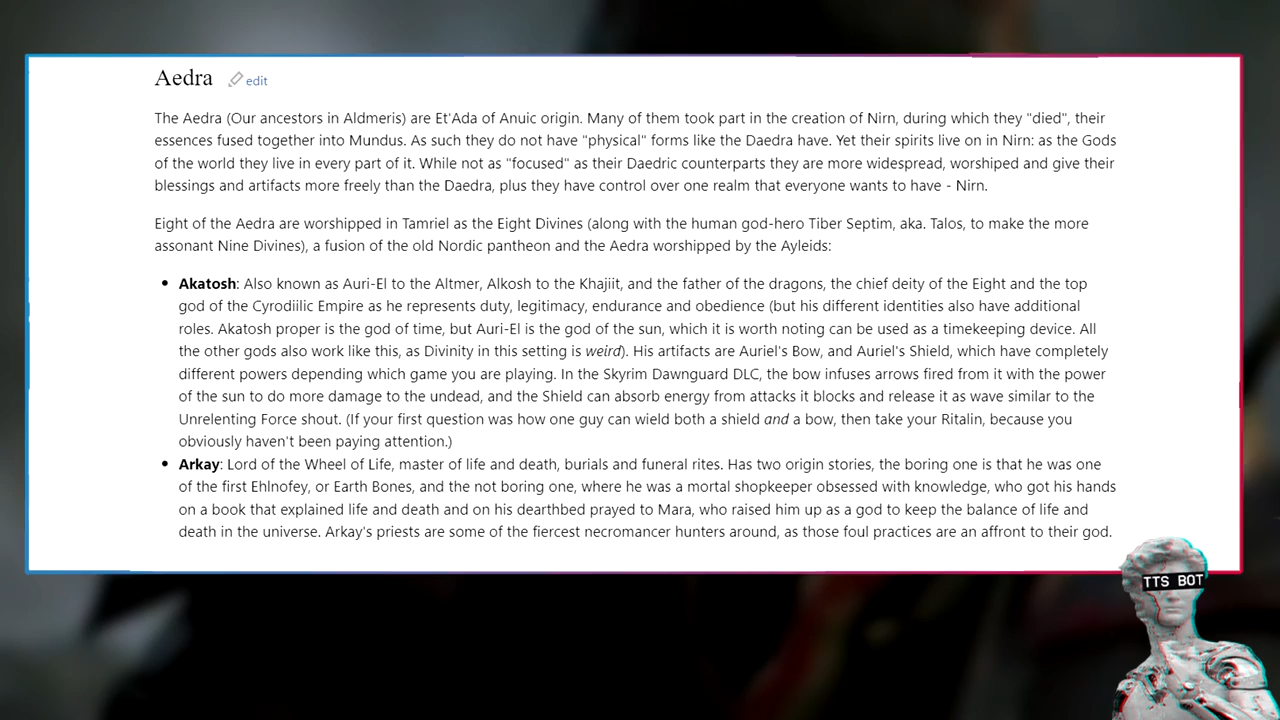 Aedra edit
The Aedra (Our ancestors in Aldmeris) are Et'Ada of Anuic origin. Many of them took part in the creation of Nirn, during which they "died", their
essences fused together into Mundus. As such they do not have "physical" forms like the Daedra have. Yet their spirits live on in Nirn: as the Gods
of the world they live in every part of it. While not as "focused" as their Daedric counterparts they are more widespread, worshiped and give their
blessings and artifacts more freely than the Daedra, plus they have control over one realm that everyone wants to have - Nirn.
Eight of the Aedra are worshipped in Tamriel as the Eight Divines (along with the human god-hero Tiber Septim, aka. Talos, to make the more
assonant Nine Divines), a fusion of the old Nordic pantheon and the Aedra worshipped by the Ayleids:
• Akatosh: Also known as Auri-El to the Altmer, Alkosh to the Khajiit, and the father of the dragons, the chief deity of the Eight and the top
god of the Cyrodiilic Empire as he represents duty, legitimacy, endurance and obedience (but his different identities also have additional
roles. Akatosh proper is the god of time, but Auri-El is the god of the sun, which it is worth noting can be used as a timekeeping device. All
the other gods also work like this, as Divinity in this setting is weird). His artifacts are Auriel's Bow, and Auriel's Shield, which have completely
different powers depending which game you are playing. In the Skyrim Dawnguard DLC, the bow infuses arrows fired from it with the power
of the sun to do more damage to the undead, and the Shield can absorb energy from attacks it blocks and release it as wave similar to the
Unrelenting Force shout. (If your first question was how one guy can wield both a shield and a bow, then take your Ritalin, because you
obviously haven't been paying attention.)
• Arkay: Lord of the Wheel of Life, master of life and death, burials and funeral rites. Has two origin stories, the boring one is that he was one
of the first Ehlnofey, or Earth Bones, and the not boring one, where he was a mortal shopkeeper obsessed with knowledge, who got his hands
on a book that explained life and death and on his dearthbed prayed to Mara, who raised him up as a god to keep the balance of life and
death in the universe. Arkay's priests are some of the fiercest necromancer hunters around, as those foul practices are an affront to their god.
TTS BOT